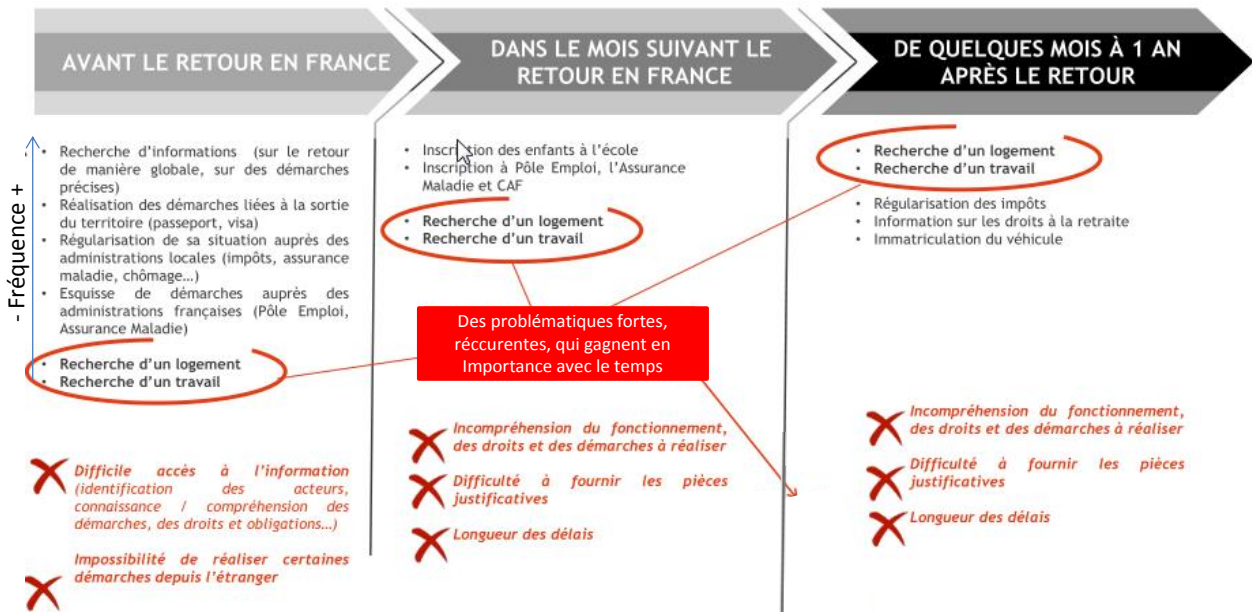 AVANT LE RETOUR EN FRANCE
DANS LE MOIS SUIVANT LE
RETOUR EN FRANCE
DE QUELQUES MOIS À 1 AN
APRÈS LE RETOUR
- Fréquence +
• Recherche d'informations (sur le retour
de manière globale, sur des démarches
précises)
• Réalisation des démarches liées à la sortie
du territoire (passeport, visa)
• Régularisation de sa situation auprès des
administrations locales (impôts, assurance
maladie, chômage…)
• Esquisse de démarches auprès des
administrations françaises (Pôle Emploi,
Assurance Maladie)
• Recherche d'un logement
• Recherche d'un travail
Difficile accès à l'information
(identification des acteurs,
connaissance / compréhension des
démarches, des droits et obligations…)
Impossibilité de réaliser certaines
démarches depuis l'étranger
• Inscription des enfants à l'école
• Inscription à Pôle Emploi, l'Assurance
Maladie et CAF
• Recherche d'un logement
• Recherche d'un travail
Des problématiques fortes,
réccurentes, qui gagnent en
Importance avec le temps
Incompréhension du fonctionnement,
des droits et des démarches à réaliser
Difficulté à fournir les pièces
justificatives
Longueur des délais
• Recherche d'un logement
• Recherche d'un travail
• Régularisation des impôts
• Information sur les droits à la retraite
• Immatriculation du véhicule
Incompréhension du fonctionnement,
des droits et des démarches à réaliser
Difficulté à fournir les pièces
justificatives
Longueur des délais